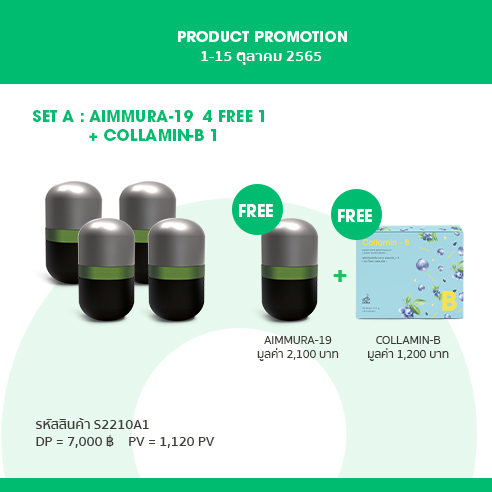 PRODUCT PROMOTION
1-15 ตุลาคม 2565
SET A : AIMMURA-19 4 FREE 1
+ COLLAMIN-B 1
FREE
FREE
+
Collamin - B
B
AIMMURA-19
มูลค่า 2,100 บาท
COLLAMIN-B
มูลค่า 1,200 บาท
รหัสสินค้า S2210A1
DP = 7,000 ฿ PV = 1,120 PV